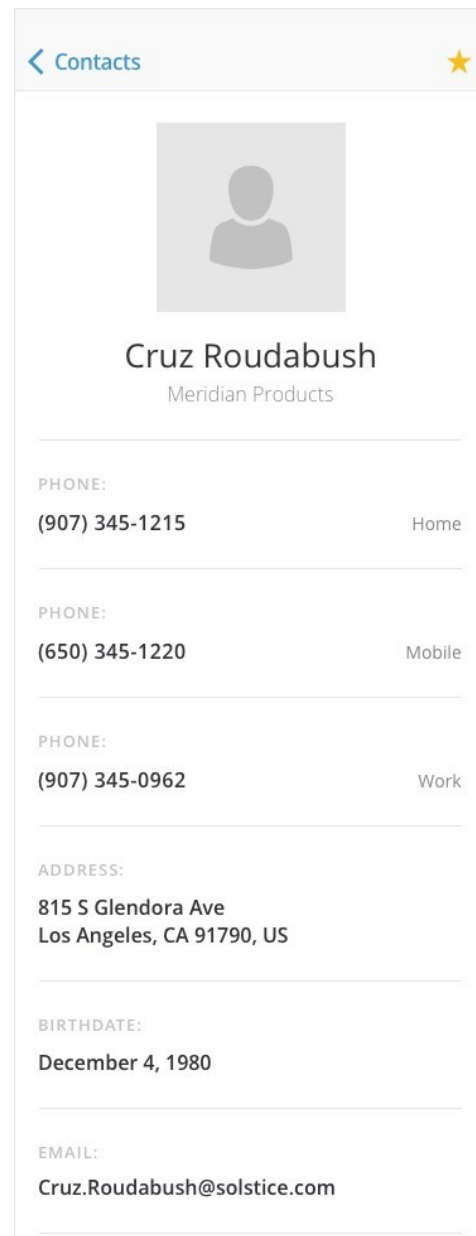 Contacts
Cruz Roudabush
Meridian Products
PHONE:
(907) 345-1215 Home
PHONE:
(650) 345-1220 Mobile
PHONE:
(907) 345-0962 Work
ADDRESS:
815 S Glendora Ave
Los Angeles, CA 91790, US
BIRTHDATE:
December 4, 1980
EMAIL:
Cruz.Roudabush@solstice.com